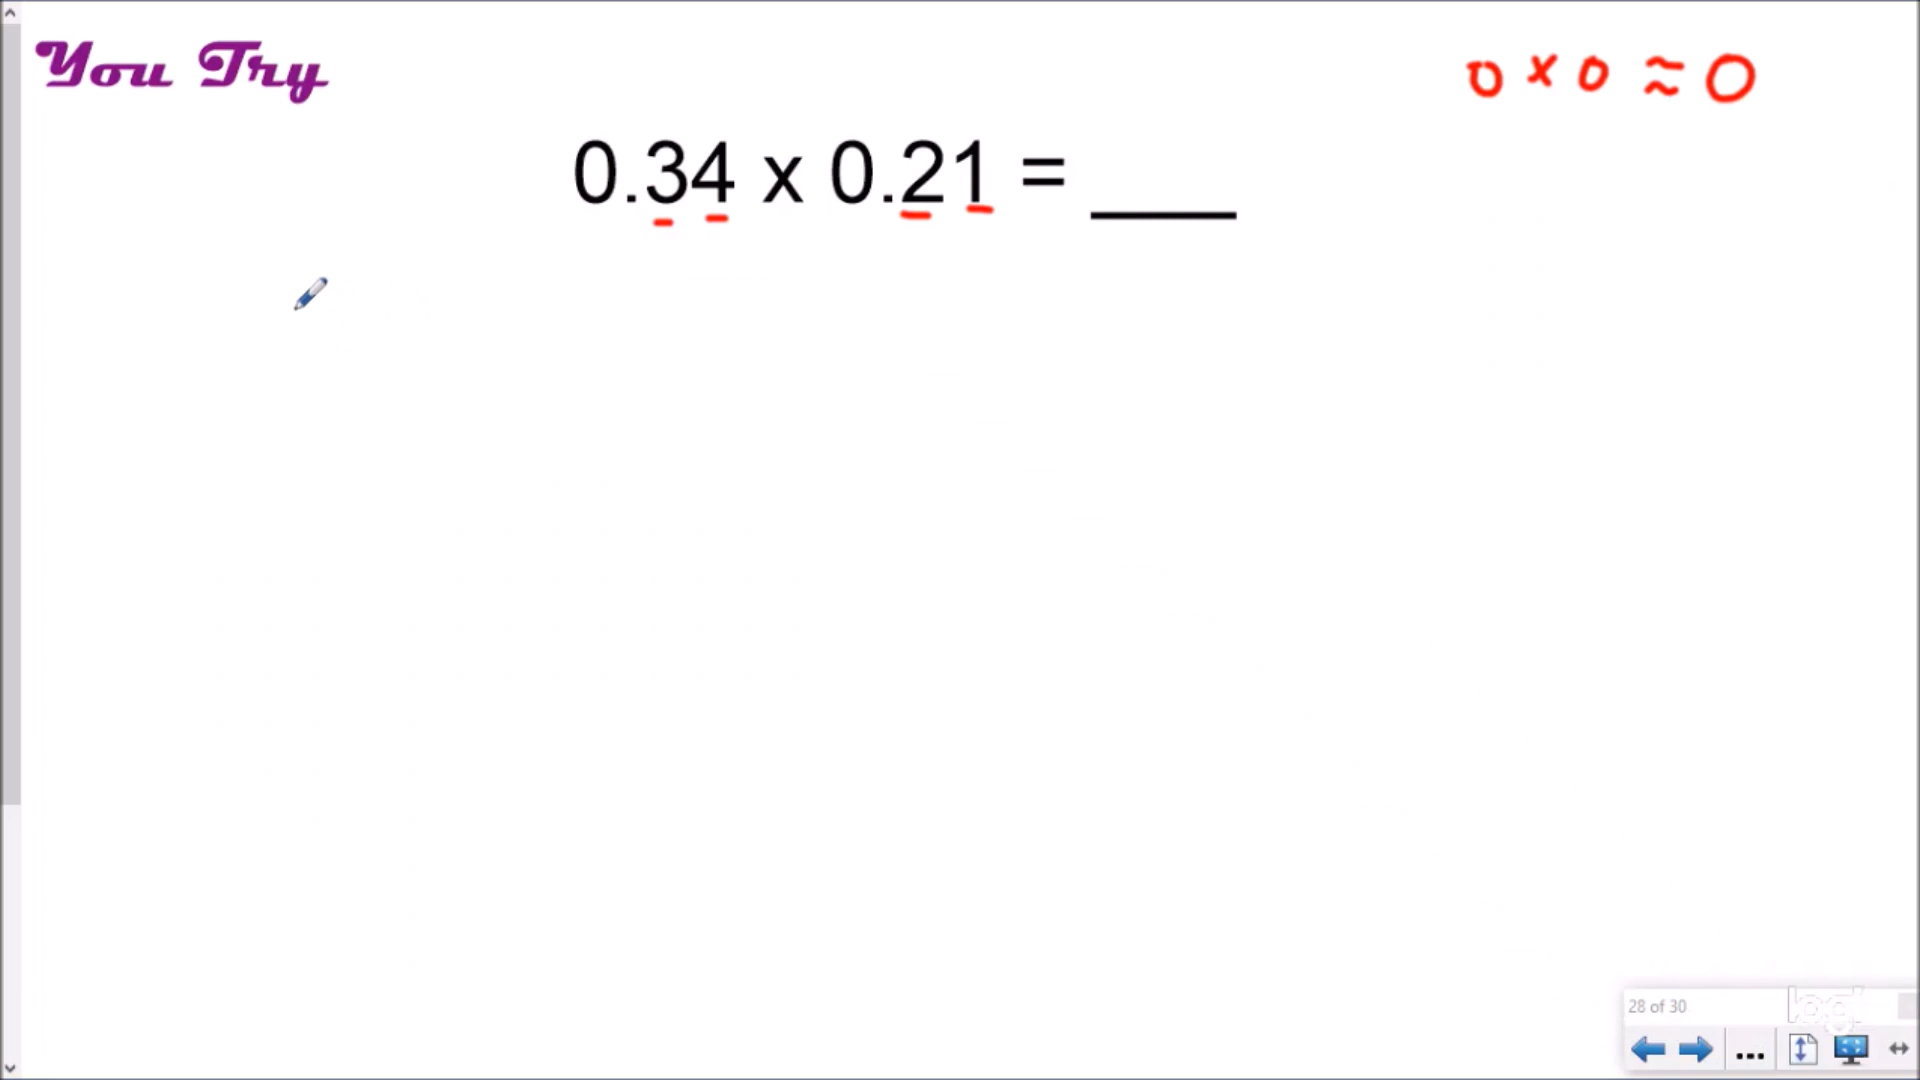 You Try
0 x 0 ≈ 0
0.34 x 0.21 = ____
28 of 30